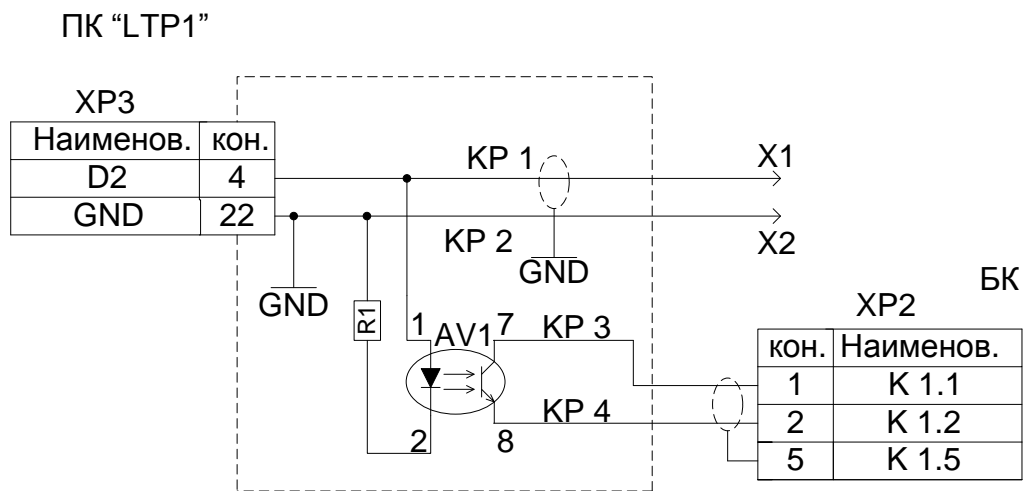 ПК “LTP1”
XP3
Наименов. кон.
D2 4
GND 22
KP 1
X1
KP 2
GND
X2
GND
R1
1 AV1 7 KP 3
KP 4
2 8
БК
XP2
кон. Наименов.
1 K 1.1
2 K 1.2
5 K 1.5